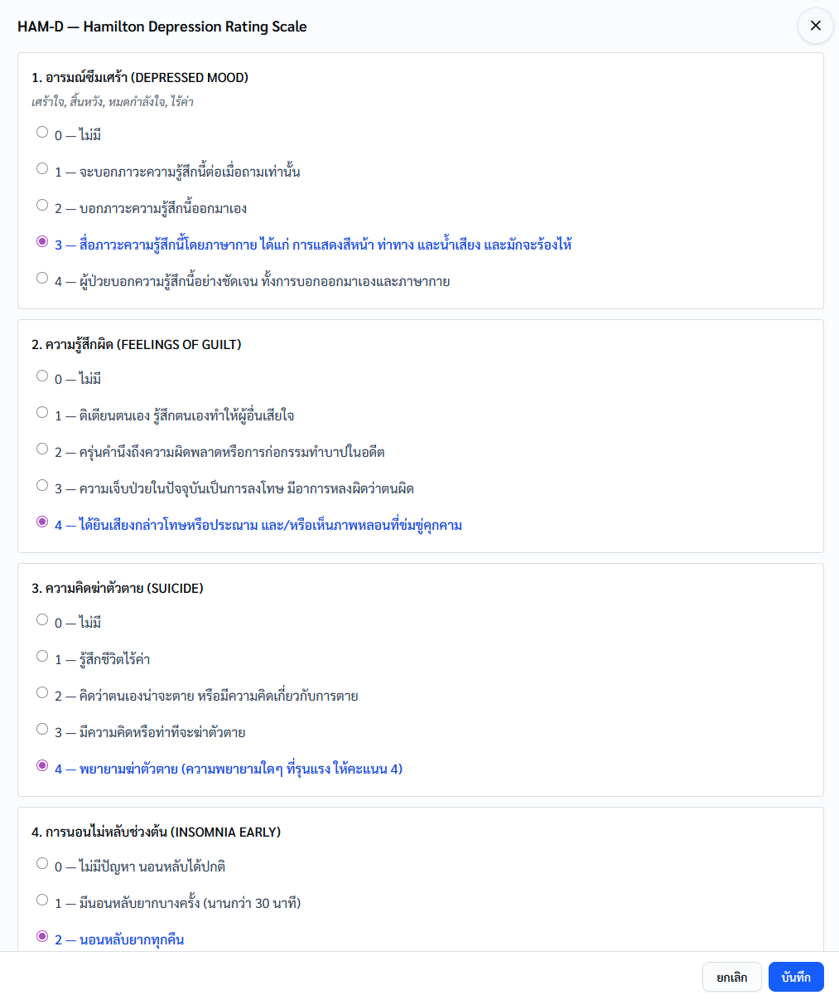 HAM-D — Hamilton Depression Rating Scale
1. อารมณ์ซึมเศร้า (DEPRESSED MOOD)
เศร้าใจ, สิ้นหวัง, หมดกำลังใจ, ไร้ค่า
0 — ไม่มี
1 — จะบอกภาวะความรู้สึกนี้ต่อเมื่อถามเท่านั้น
2 — บอกภาวะความรู้สึกนี้ออกมาเอง
3 — สื่อภาวะความรู้สึกนี้โดยภาษากาย ได้แก่ การแสดงสีหน้า ท่าทาง และน้ำเสียง และมักจะร้องไห้
4 — ผู้ป่วยบอกความรู้สึกนี้อย่างชัดเจน ทั้งการบอกออกมาเองและภาษากาย
2. ความรู้สึกผิด (FEELINGS OF GUILT)
0 — ไม่มี
1 — ติเตียนตนเอง รู้สึกตนเองทำให้ผู้อื่นเสียใจ
2 — ครุ่นคำนึงถึงความผิดพลาดหรือการก่อกรรมทำบาปในอดีต
3 — ความเจ็บป่วยในปัจจุบันเป็นการลงโทษ มีอาการหลงผิดว่าตนผิด
4 — ได้ยินเสียงกล่าวโทษหรือประณาม และ/หรือเห็นภาพหลอนที่ข่มขู่คุกคาม
3. ความคิดฆ่าตัวตาย (SUICIDE)
0 — ไม่มี
1 — รู้สึกชีวิตไร้ค่า
2 — คิดว่าตนเองน่าจะตาย หรือมีความคิดเกี่ยวกับการตาย
3 — มีความคิดหรือท่าทีจะฆ่าตัวตาย
4 — พยายามฆ่าตัวตาย (ความพยายามใดๆ ที่รุนแรง ให้คะแนน 4)
4. การนอนไม่หลับช่วงต้น (INSOMNIA EARLY)
0 — ไม่มีปัญหา นอนหลับได้ปกติ
1 — มีนอนหลับยากบางครั้ง (นานกว่า 30 นาที)
2 — นอนหลับยากทุกคืน
ยกเลิก
บันทึก